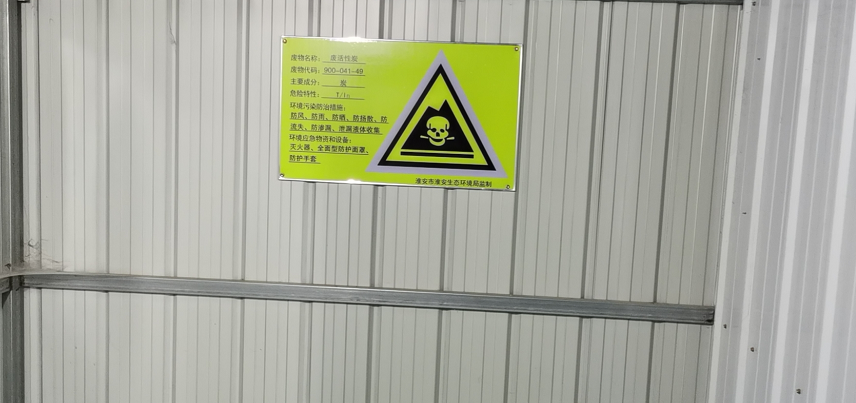 废物名称：废活性炭
废物代码：900-041-49
主要成分：炭
危险特性：T/In
环境污染防治措施：
防风、防雨、防晒、防扬散、防
流失、防渗漏、泄漏液体收集
环境应急物资和设备：
灭火器、全面型防护面罩、
防护手套
淮安市淮安生态环境局监制